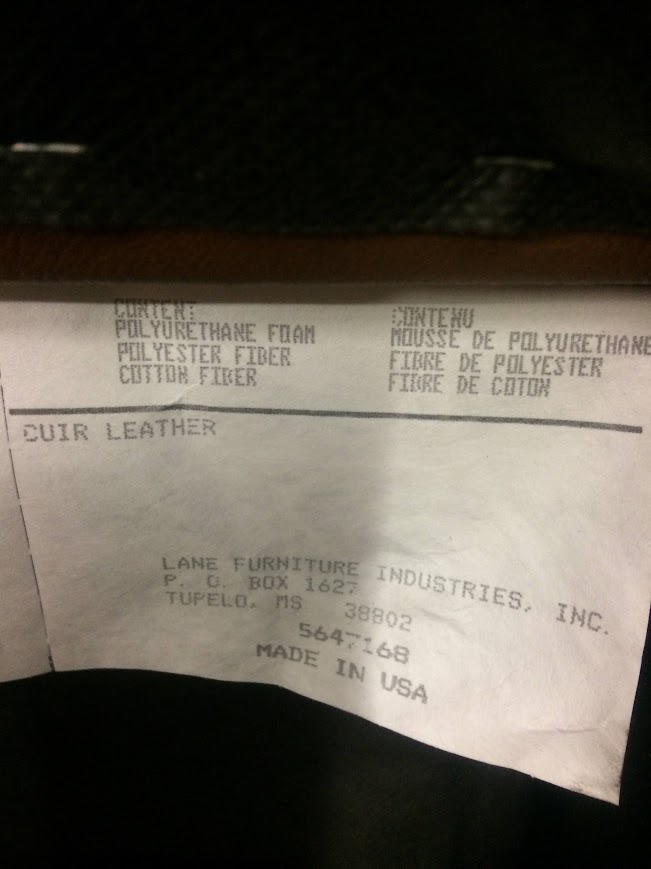 CONTENT
POLYURETHANE FOAM
POLYESTER FIBER
COTTON FIBER
CONTENU
MOUSSE DE POLYURETHANE
FIBRE DE POLYESTER
FIBRE DE COTON
CUIR LEATHER
LANE FURNITURE INDUSTRIES, INC.
P. O. BOX 1627
TUPELO, MS 38802
5647168
MADE IN USA